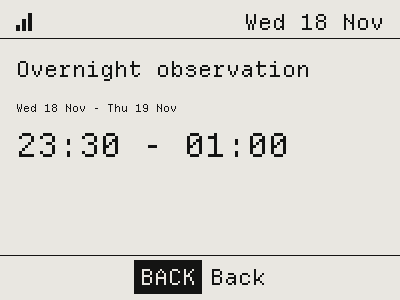 Wed 18 Nov
Overnight observation
Wed 18 Nov - Thu 19 Nov
23:30 - 01:00
BACK Back